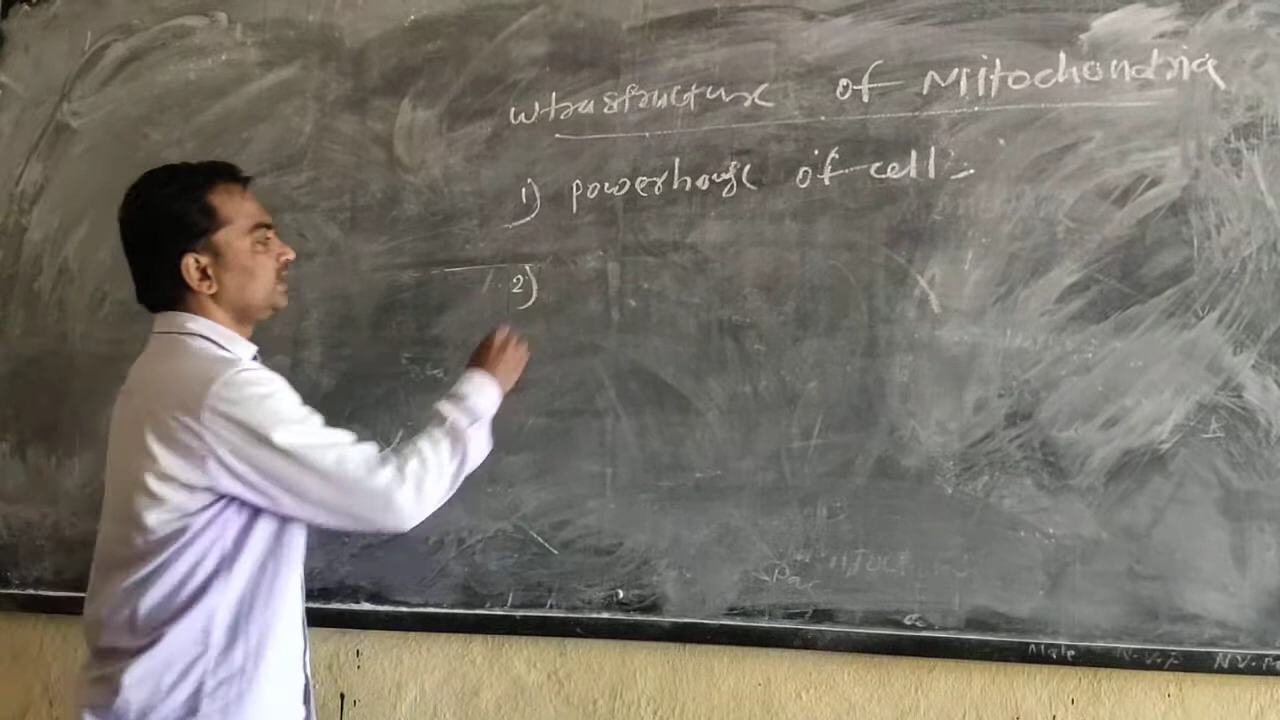 Ultrastructure of Mitochondria
1) powerhouse of cell :-
2)